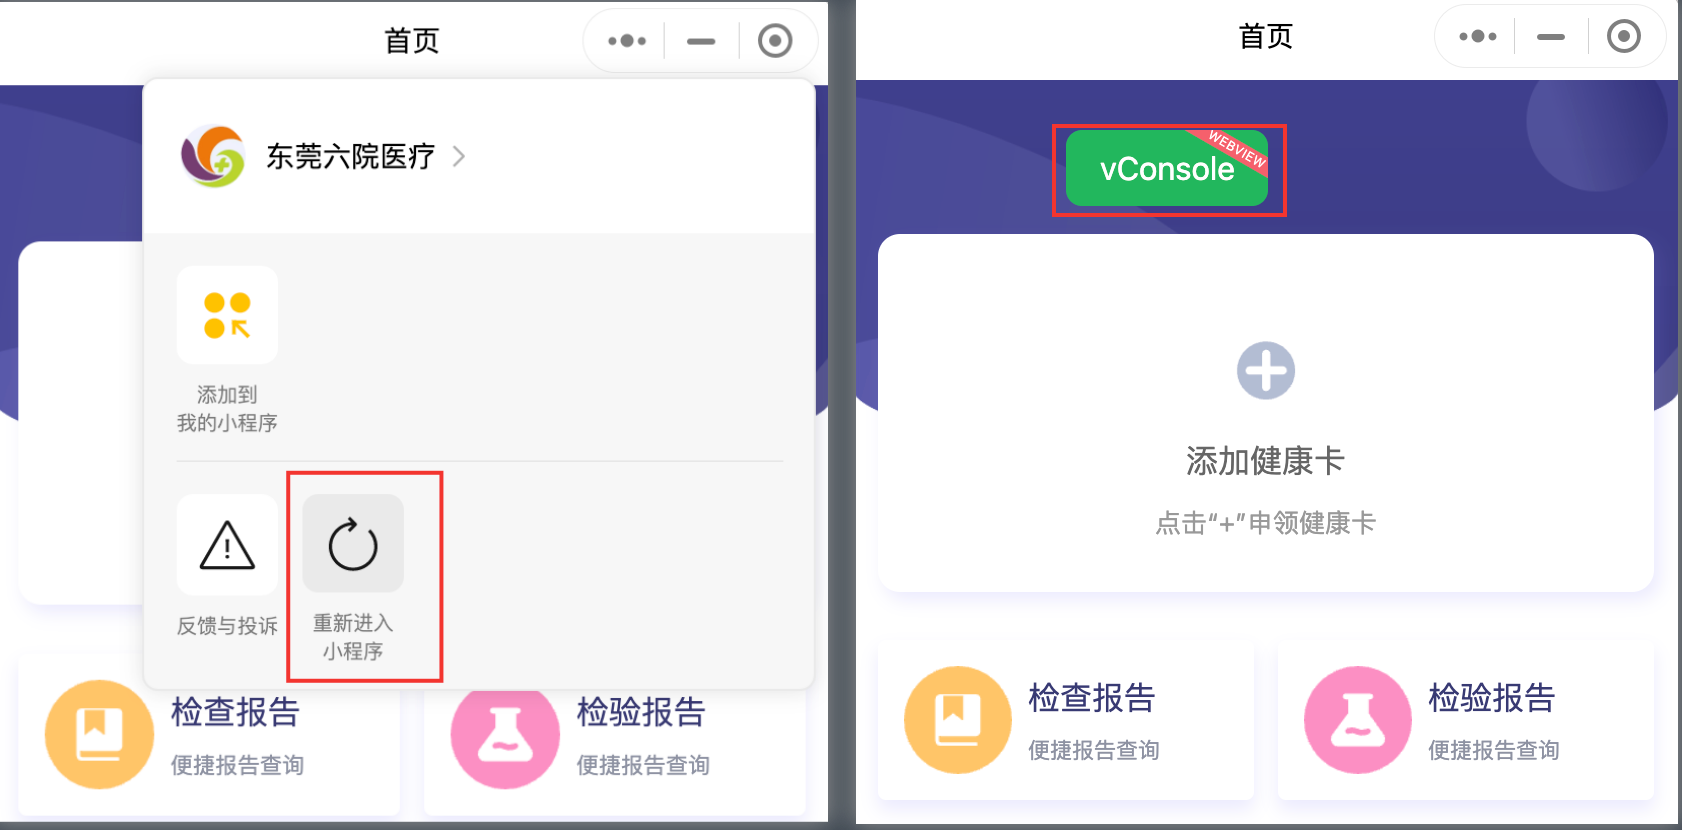 首页
东莞六院医疗
添加到
我的小程序
反馈与投诉
重新进入
小程序
检查报告
便捷报告查询
检验报告
便捷报告查询
首页
WEBVIEW
vConsole
添加健康卡
点击“+”申领健康卡
检查报告
便捷报告查询
检验报告
便捷报告查询